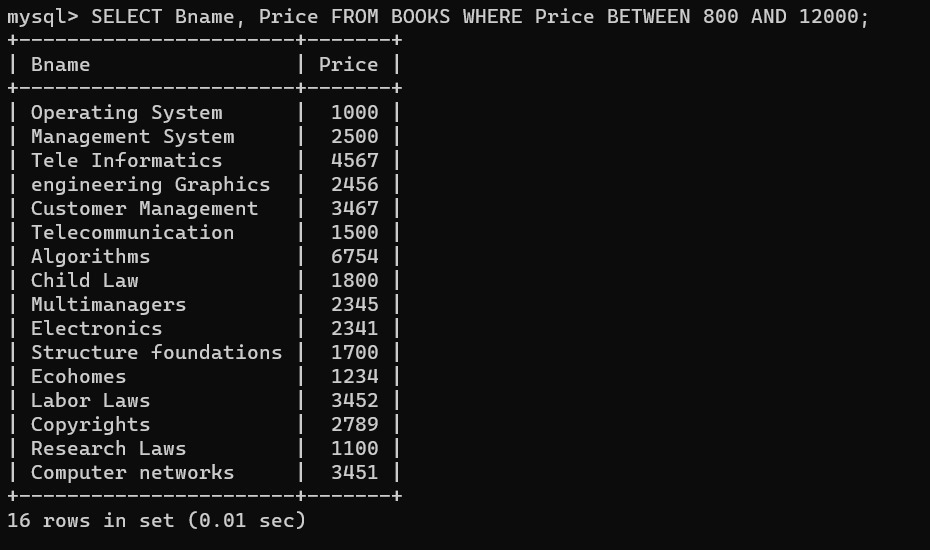 mysql> SELECT Bname, Price FROM BOOKS WHERE Price BETWEEN 800 AND 12000;
+-----------------------+-------+
| Bname                 | Price |
+-----------------------+-------+
| Operating System      |  1000 |
| Management System     |  2500 |
| Tele Informatics      |  4567 |
| engineering Graphics  |  2456 |
| Customer Management   |  3467 |
| Telecommunication     |  1500 |
| Algorithms            |  6754 |
| Child Law             |  1800 |
| Multimanagers         |  2345 |
| Electronics           |  2341 |
| Structure foundations |  1700 |
| Ecohomes              |  1234 |
| Labor Laws            |  3452 |
| Copyrights            |  2789 |
| Research Laws         |  1100 |
| Computer networks     |  3451 |
+-----------------------+-------+
16 rows in set (0.01 sec)